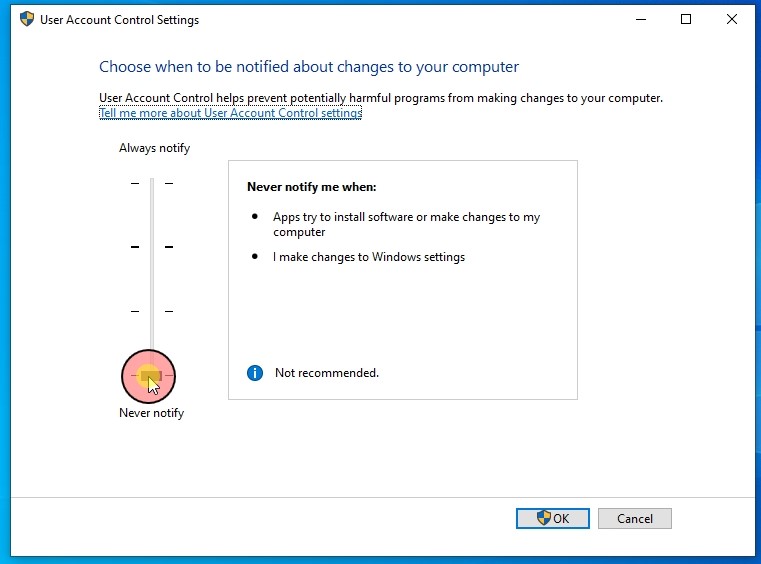 User Account Control Settings
Choose when to be notified about changes to your computer
User Account Control helps prevent potentially harmful programs from making changes to your computer.
Tell me more about User Account Control settings
Always notify
Never notify me when:
• Apps try to install software or make changes to my
computer
• I make changes to Windows settings
Not recommended.
Never notify
OK Cancel